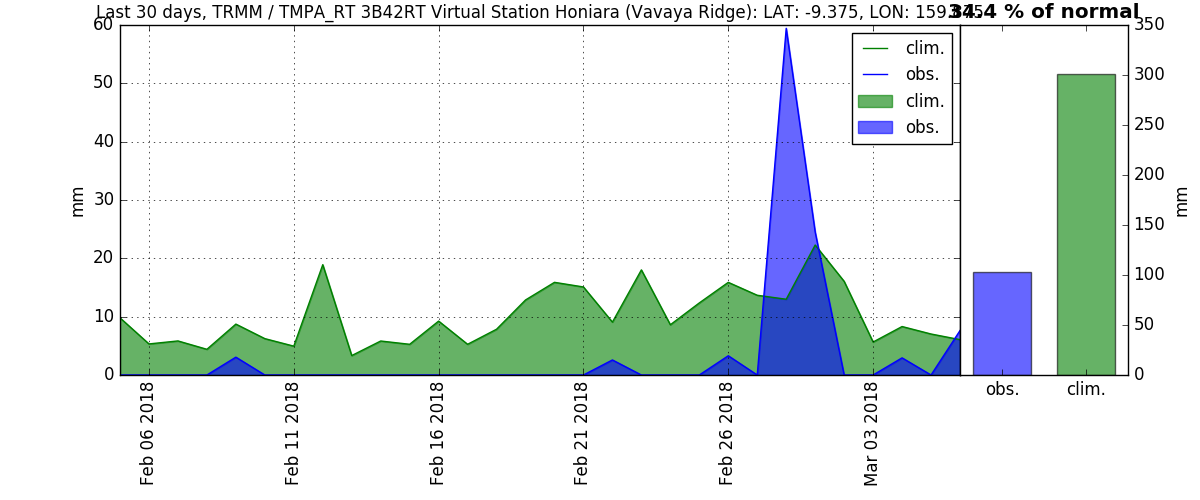 Last 30 days, TRMM / TMPA_RT 3B42RT Virtual Station Honiara (Vavaya Ridge): LAT: -9.375, LON:
34.4 % of normal
60
50
40
30
20
10
0
mm
clim.
obs.
clim.
obs.
Feb 06 2018
Feb 11 2018
Feb 16 2018
Feb 21 2018
Feb 26 2018
Mar 03 2018
350
300
250
200
150
100
50
0
mm
obs.
clim.